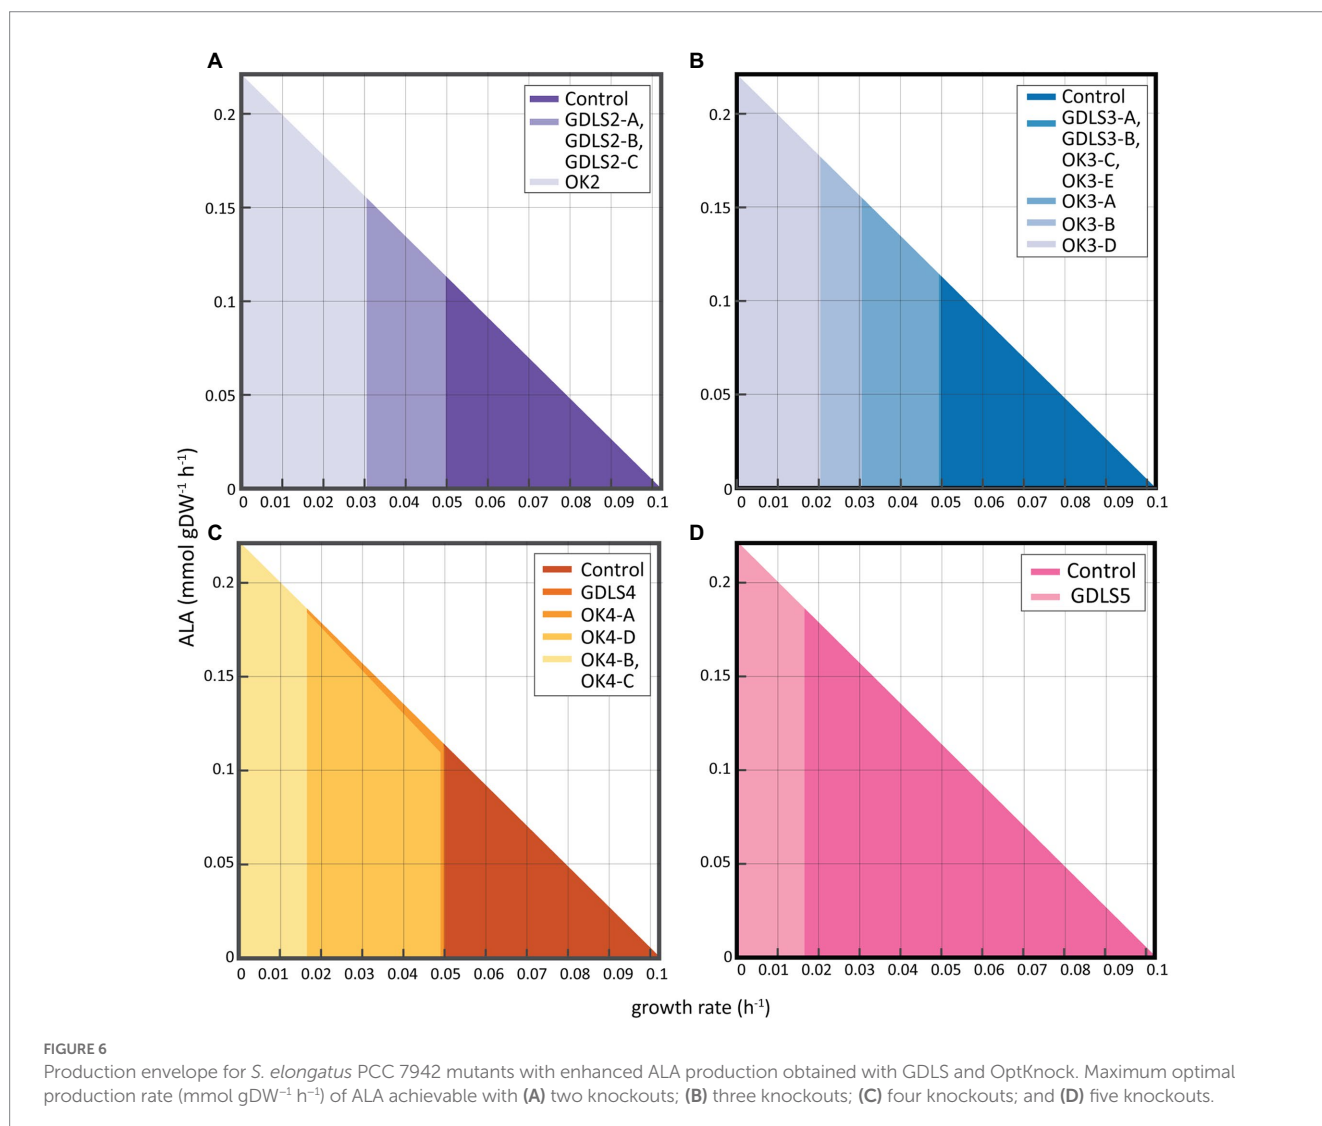 A
0.2
0.15
0.1
0.05
0
0 0.01 0.02 0.03 0.04 0.05 0.06 0.07 0.08 0.09 0.1
Control
GDLS2-A,
GDLS2-B,
GDLS2-C
OK2
B
0.2
0.15
0.1
0.05
0
0 0.01 0.02 0.03 0.04 0.05 0.06 0.07 0.08 0.09 0.1
Control
GDLS3-A,
GDLS3-B,
OK3-C,
OK3-E
OK3-A
OK3-B
OK3-D
ALA (mmol gDW⁻¹ h⁻¹)
C
0.2
0.15
0.1
0.05
0
0 0.01 0.02 0.03 0.04 0.05 0.06 0.07 0.08 0.09 0.1
Control
GDLS4
OK4-A
OK4-D
OK4-B,
OK4-C
D
0.2
0.15
0.1
0.05
0
0 0.01 0.02 0.03 0.04 0.05 0.06 0.07 0.08 0.09 0.1
Control
GDLS5
growth rate (h⁻¹)
FIGURE 6
Production envelope for S. elongatus PCC 7942 mutants with enhanced ALA production obtained with GDLS and OptKnock. Maximum optimal
production rate (mmol gDW⁻¹ h⁻¹) of ALA achievable with (A) two knockouts; (B) three knockouts; (C) four knockouts; and (D) five knockouts.